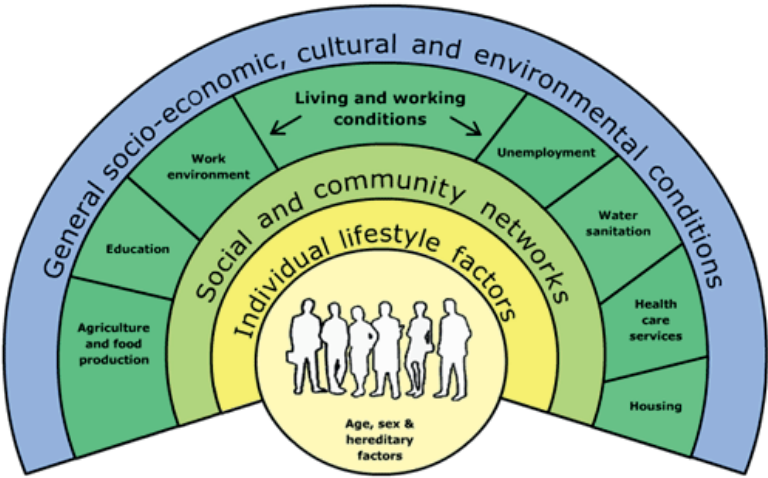 General socio-economic, cultural and environmental conditions
Living and working
conditions
Work
environment
Unemployment
Education
Water
sanitation
Agriculture
and food
production
Health
care
services
Housing
Social and community networks
Individual lifestyle factors
Age, sex &
hereditary
factors